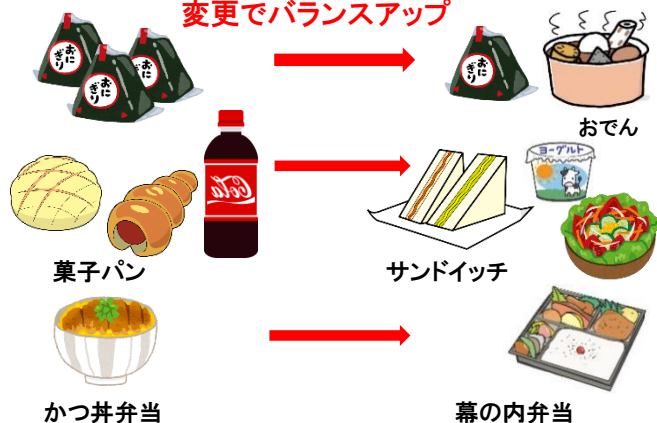 変更でバランスアップ
おにぎり
おにぎり
おにぎり
おにぎり
おでん
Cola
ヨーグルト
菓子パン
サンドイッチ
かつ丼弁当
幕の内弁当